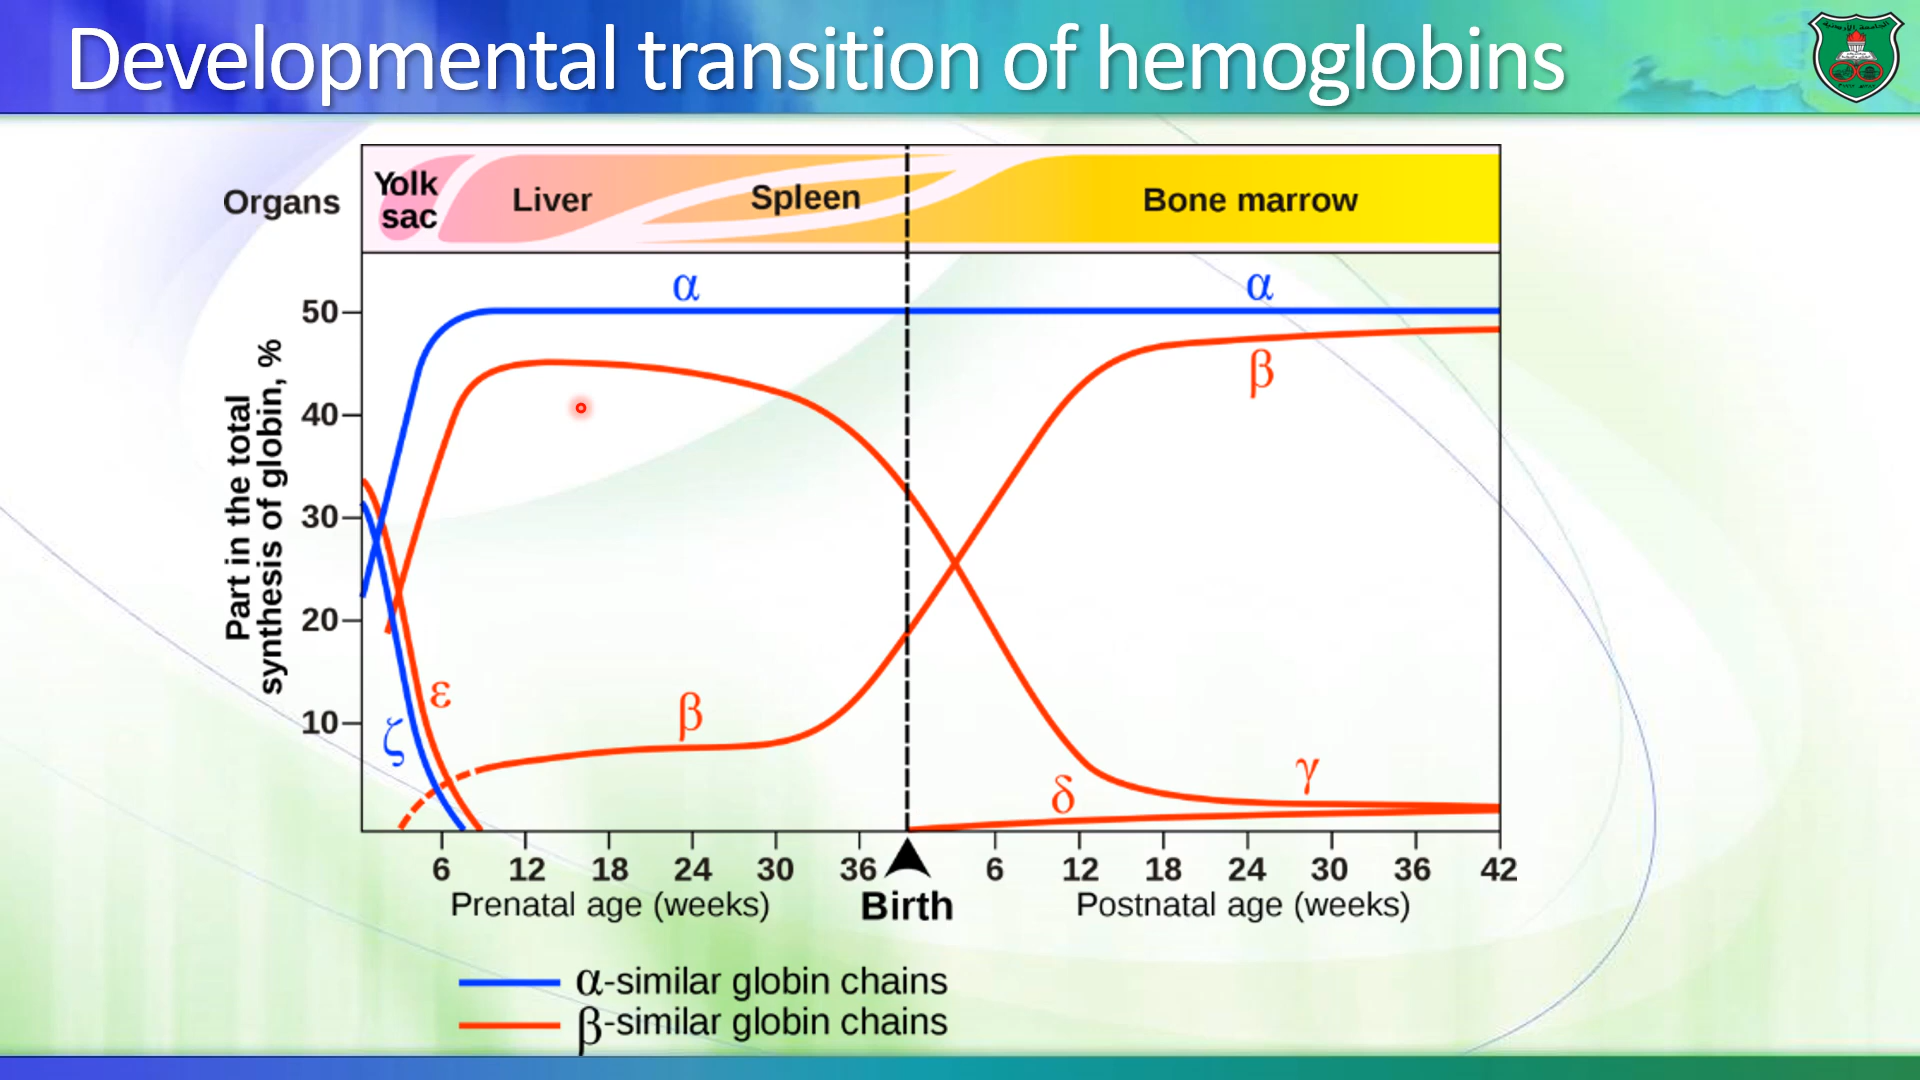 Developmental transition of hemoglobins
Organs
Yolk
sac
Liver
Spleen
Bone marrow
α
α
50
40
30
20
10
Part in the total
synthesis of globin, %
β
ε
ζ
β
γ
δ
6 12 18 24 30 36 6 12 18 24 30 36 42
Prenatal age (weeks)
Birth
Postnatal age (weeks)
α-similar globin chains
β-similar globin chains